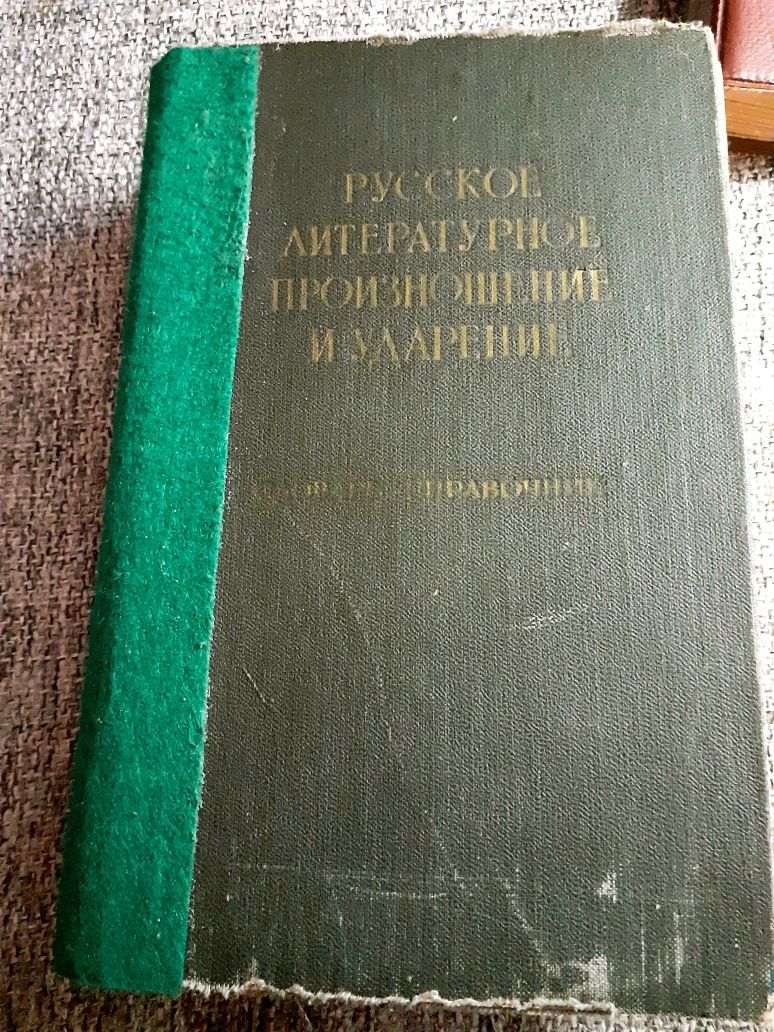 РУССКОЕ
ЛИТЕРАТУРНОЕ
ПРОИЗНОШЕНИЕ
И УДАРЕНИЕ
СЛОВАРЬ-СПРАВОЧНИК